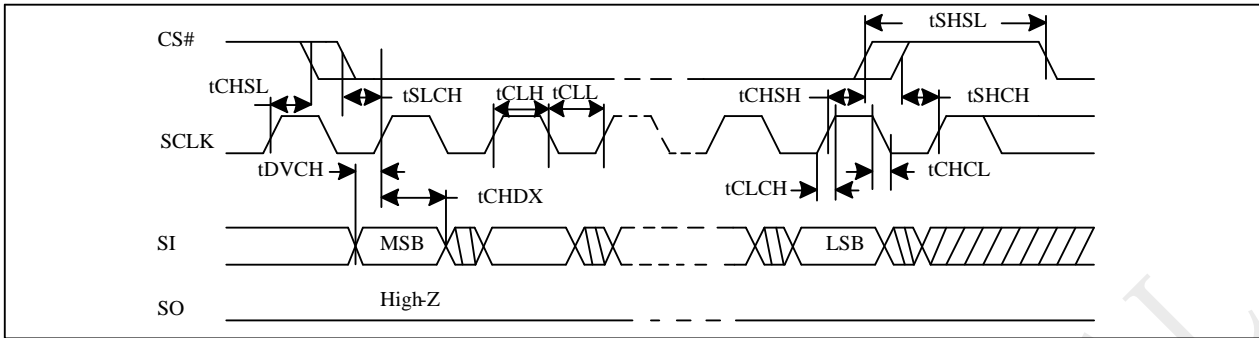 tSHSL
CS#
tCHSL
tSLCH
tCLH
tCLL
tCHSH
tSHCH
SCLK
tDVCH
tCHDX
tCLCH
tCHCL
SI
MSB
LSB
SO
High-Z